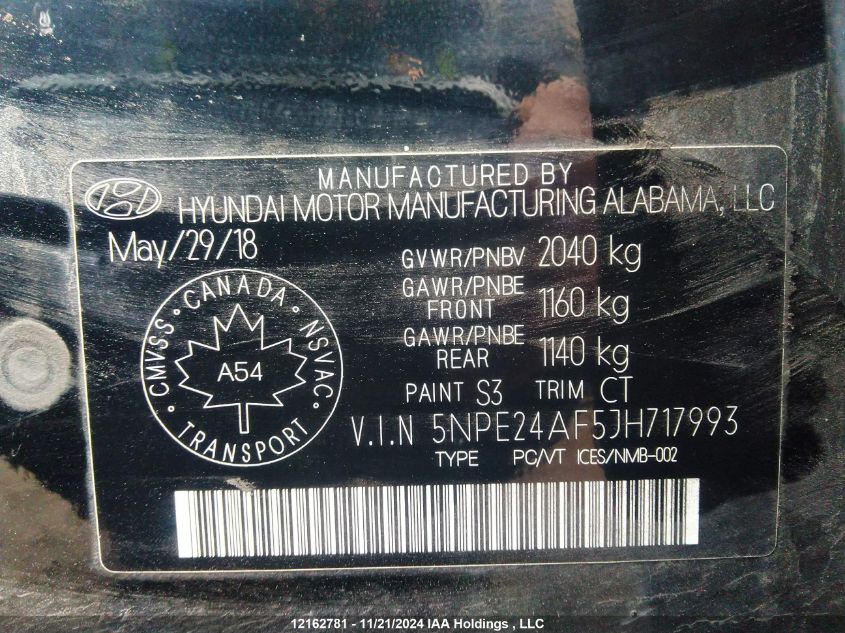 MANUFACTURED BY
HYUNDAI MOTOR MANUFACTURING ALABAMA, LLC
May/29/18
GVWR/PNBV 2040 kg
GAWR/PNBE FRONT 1160 kg
GAWR/PNBE REAR 1140 kg
PAINT S3 TRIM CT
V.I.N 5NPE24AF5JH717993
TYPE PC/VT ICES/NMB-002
CANADA
CMVSS • NSVAC
A54
TRANSPORT
12162781 - 11/21/2024 IAA Holdings , LLC